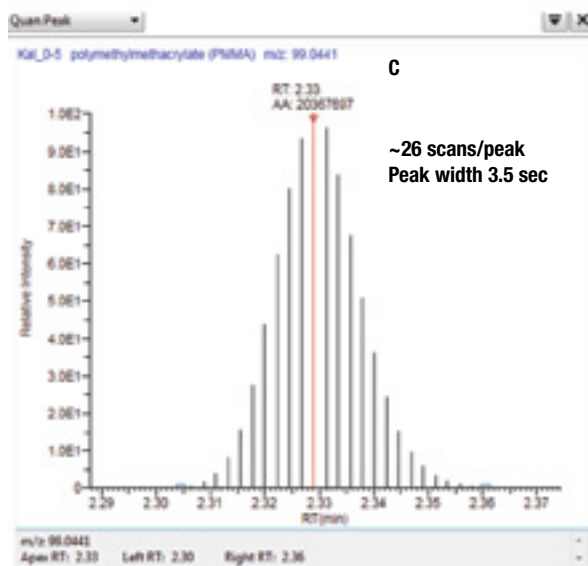 Quan Peak
Kal_0-5 polymethylmethacrylate (PMMA) m/z: 99.0441
C
RT: 2.33
AA: 20367697
~26 scans/peak
Peak width 3.5 sec
1.0E2
9.0E1
8.0E1
7.0E1
6.0E1
5.0E1
4.0E1
3.0E1
2.0E1
1.0E1
0
Relative Intensity
2.29 2.30 2.31 2.32 2.33 2.34 2.35 2.36 2.37
RT(min)
m/z 99.0441
Apex RT: 2.33 Left RT: 2.30 Right RT: 2.36